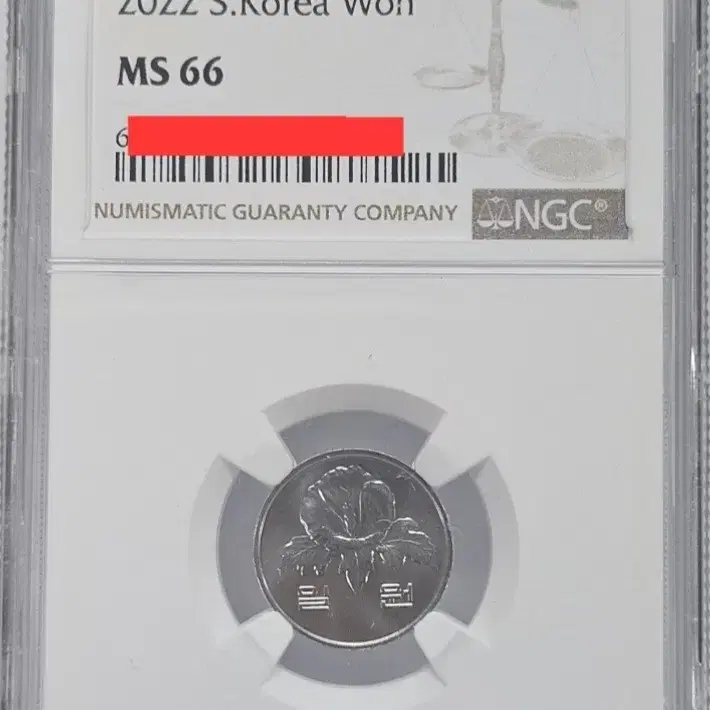 2022 S.Korea Won
MS 66
6
NUMISMATIC GUARANTY COMPANY NGC®
일 원